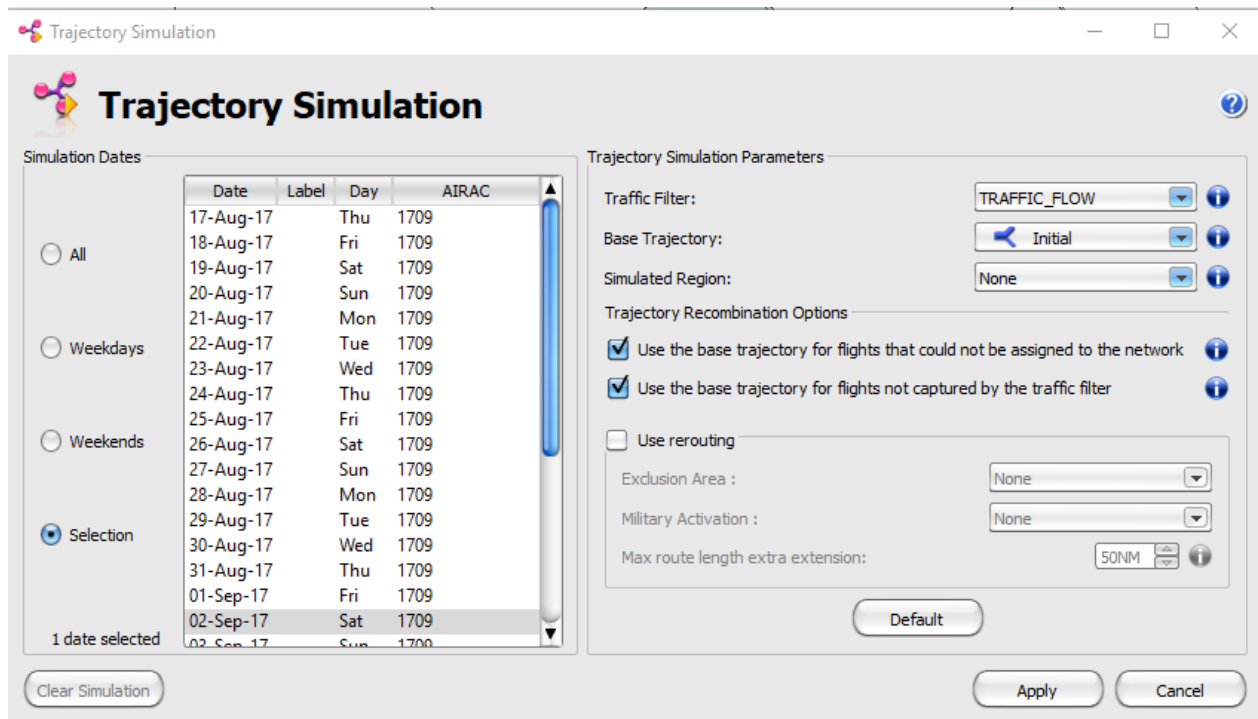 Trajectory Simulation
Trajectory Simulation
Simulation Dates
Date Label Day AIRAC
17-Aug-17 Thu 1709
18-Aug-17 Fri 1709
19-Aug-17 Sat 1709
20-Aug-17 Sun 1709
21-Aug-17 Mon 1709
22-Aug-17 Tue 1709
23-Aug-17 Wed 1709
24-Aug-17 Thu 1709
25-Aug-17 Fri 1709
26-Aug-17 Sat 1709
27-Aug-17 Sun 1709
28-Aug-17 Mon 1709
29-Aug-17 Tue 1709
30-Aug-17 Wed 1709
31-Aug-17 Thu 1709
01-Sep-17 Fri 1709
02-Sep-17 Sat 1709
03-Sep-17 Sun 1709
All
Weekdays
Weekends
Selection
1 date selected
Clear Simulation
Trajectory Simulation Parameters
Traffic Filter: TRAFFIC_FLOW
Base Trajectory: Initial
Simulated Region: None
Trajectory Recombination Options
Use the base trajectory for flights that could not be assigned to the network
Use the base trajectory for flights not captured by the traffic filter
Use rerouting
Exclusion Area : None
Military Activation : None
Max route length extra extension: 50NM
Default
Apply Cancel